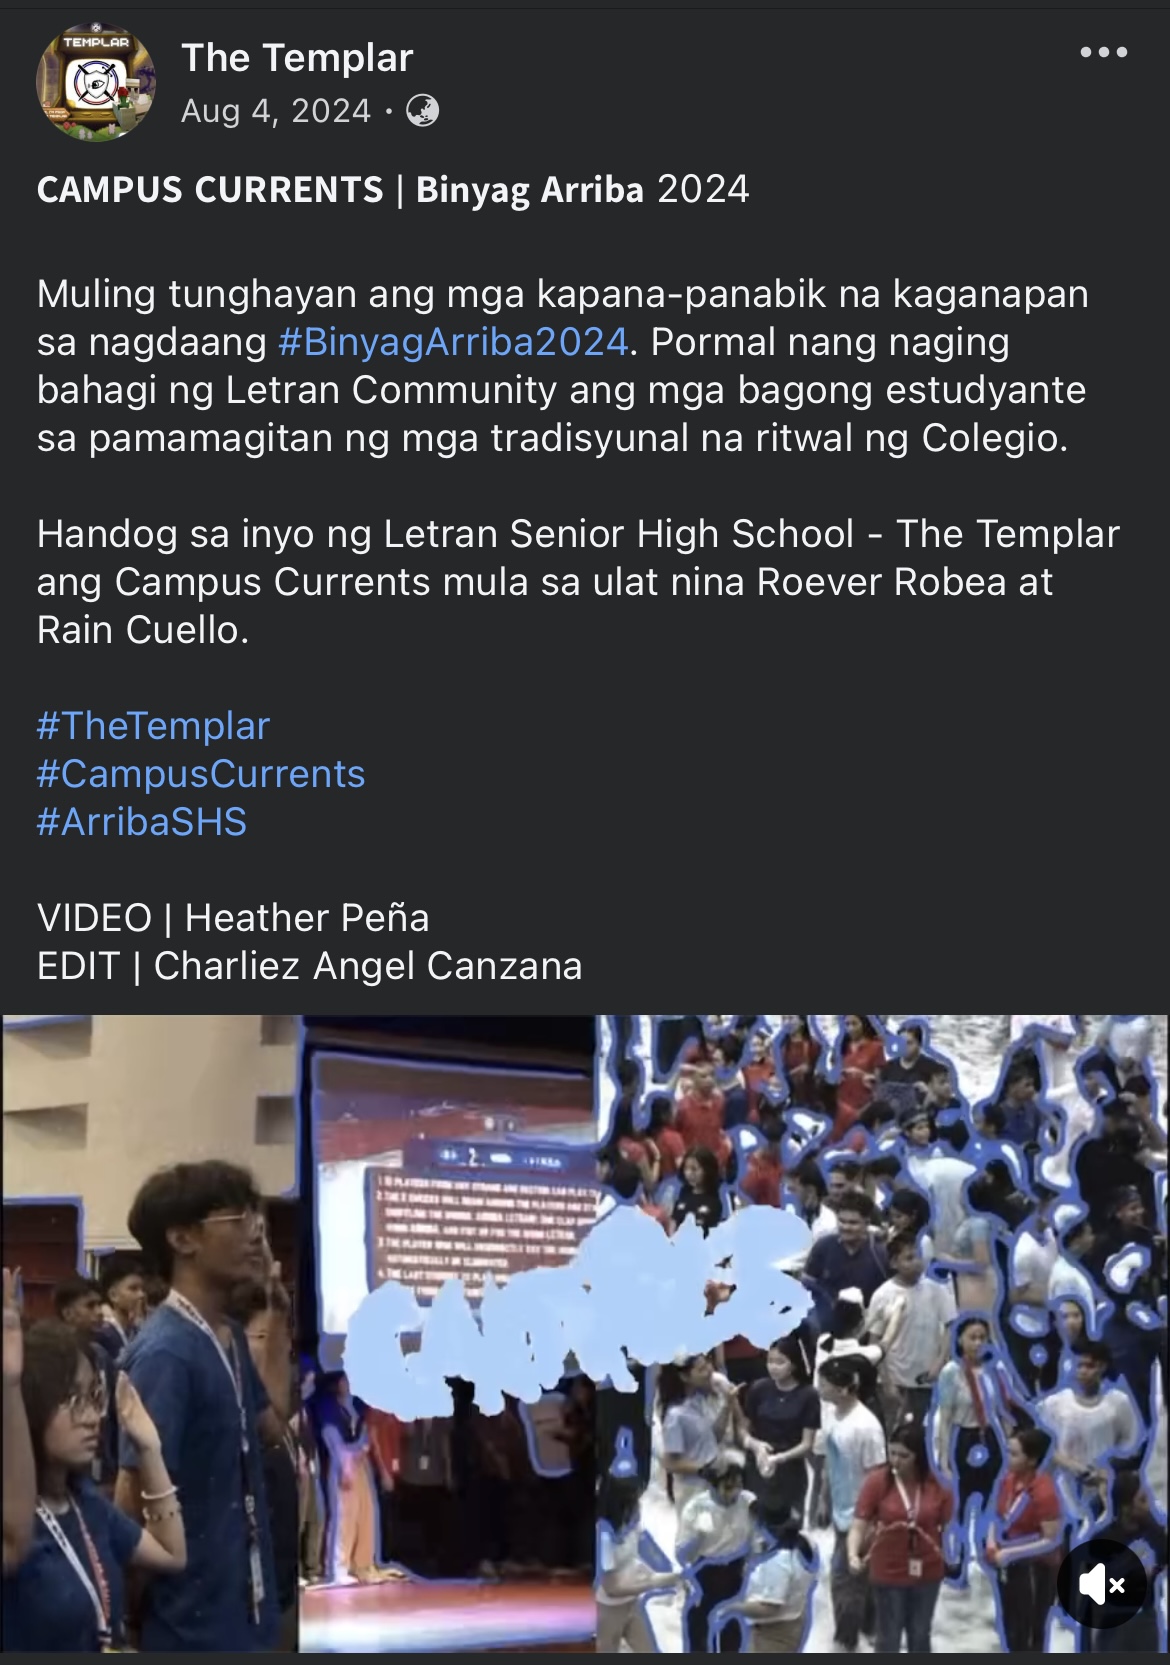 TEMPLAR
The Templar
Aug 4, 2024 ·
CAMPUS CURRENTS | Binyag Arriba 2024
Muling tunghayan ang mga kapana-panabik na kaganapan
sa nagdaang #BinyagArriba2024. Pormal nang naging
bahagi ng Letran Community ang mga bagong estudyante
sa pamamagitan ng mga tradisyunal na ritwal ng Colegio.
Handog sa inyo ng Letran Senior High School - The Templar
ang Campus Currents mula sa ulat nina Roever Robea at
Rain Cuello.
#TheTemplar
#CampusCurrents
#ArribaSHS
VIDEO | Heather Peña
EDIT | Charliez Angel Canzana